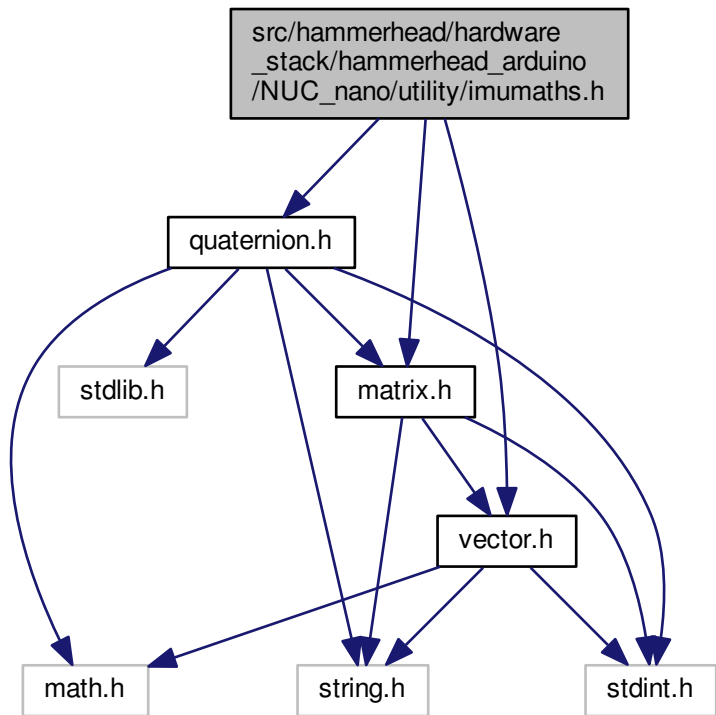 src/hammerhead/hardware
_stack/hammerhead_arduino
/NUC_nano/utility/imumaths.h
quaternion.h
stdlib.h
matrix.h
vector.h
math.h
string.h
stdint.h